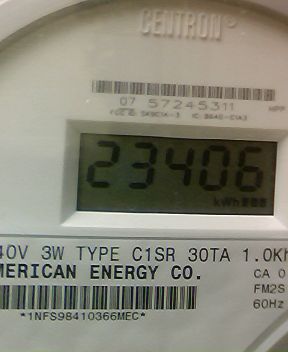 CENTRON®
07 57245311
23406
kWh
40V 3W TYPE C1SR 30TA 1.0Kh
MERICAN ENERGY CO.
CA 0
FM2S
60Hz
*1NFS98410366MEC*